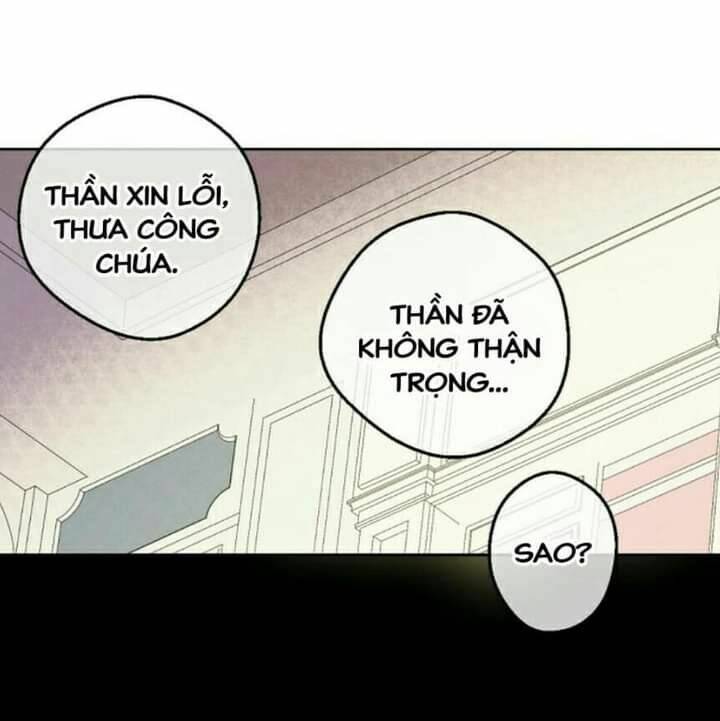 THẦN XIN LỖI,
THƯA CÔNG
CHÚA.
THẦN ĐÃ
KHÔNG THẬN
TRỌNG...
SAO?